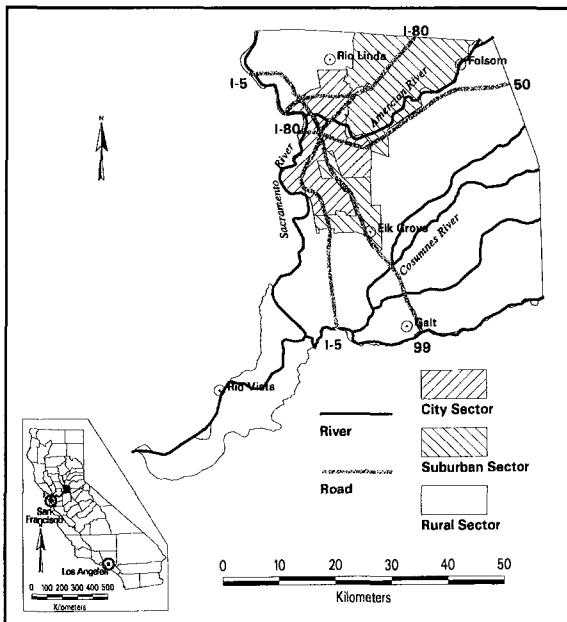 I-80
Rio Linda
Folsom
I-5
50
American River
I-80
Sacramento River
Elk Grove
Cosumnes River
N
Galt
I-5
99
Rio Vista
City Sector
River
Suburban Sector
Road
Rural Sector
San
Francisco
Los Angeles
0 100 200 300 400 500
Kilometers
0 10 20 30 40 50
Kilometers